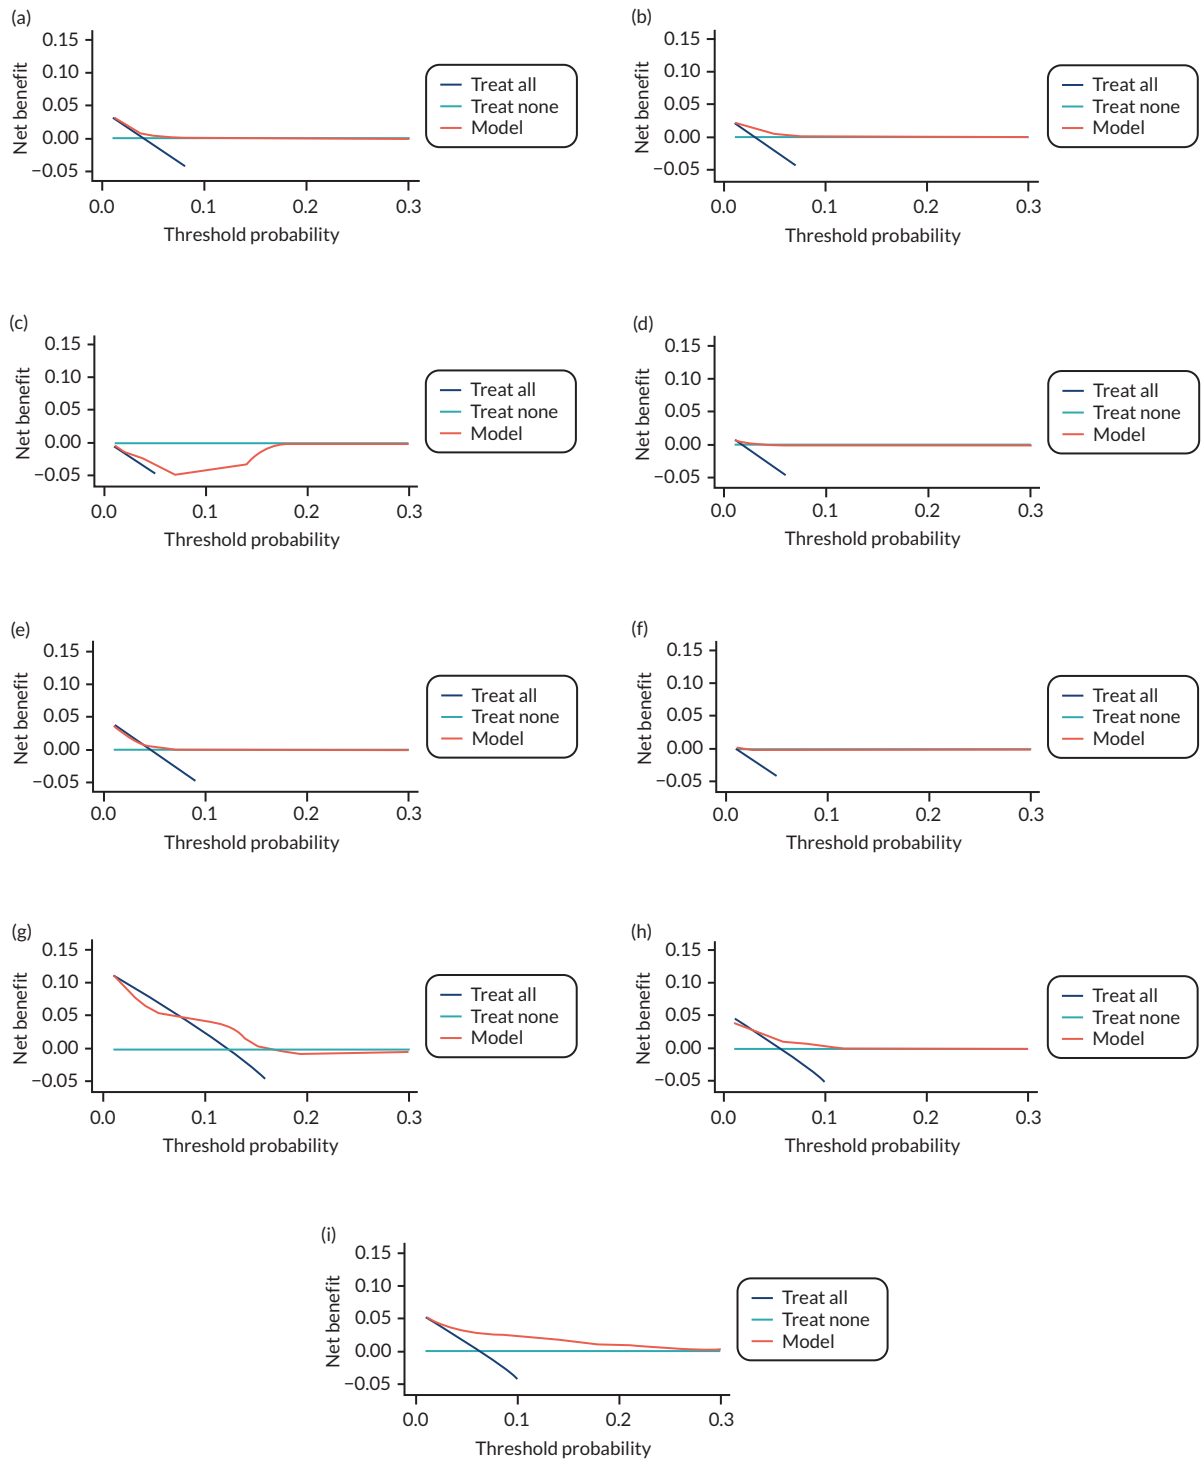 (a)
0.15
0.10
0.05
0.00
−0.05
Net benefit
0.0 0.1 0.2 0.3
Threshold probability
Treat all
Treat none
Model
(b)
0.15
0.10
0.05
0.00
−0.05
Net benefit
0.0 0.1 0.2 0.3
Threshold probability
Treat all
Treat none
Model
(c)
0.15
0.10
0.05
0.00
−0.05
Net benefit
0.0 0.1 0.2 0.3
Threshold probability
Treat all
Treat none
Model
(d)
0.15
0.10
0.05
0.00
−0.05
Net benefit
0.0 0.1 0.2 0.3
Threshold probability
Treat all
Treat none
Model
(e)
0.15
0.10
0.05
0.00
−0.05
Net benefit
0.0 0.1 0.2 0.3
Threshold probability
Treat all
Treat none
Model
(f)
0.15
0.10
0.05
0.00
−0.05
Net benefit
0.0 0.1 0.2 0.3
Threshold probability
Treat all
Treat none
Model
(g)
0.15
0.10
0.05
0.00
−0.05
Net benefit
0.0 0.1 0.2 0.3
Threshold probability
Treat all
Treat none
Model
(h)
0.15
0.10
0.05
0.00
−0.05
Net benefit
0.0 0.1 0.2 0.3
Threshold probability
Treat all
Treat none
Model
(i)
0.15
0.10
0.05
0.00
−0.05
Net benefit
0.0 0.1 0.2 0.3
Threshold probability
Treat all
Treat none
Model